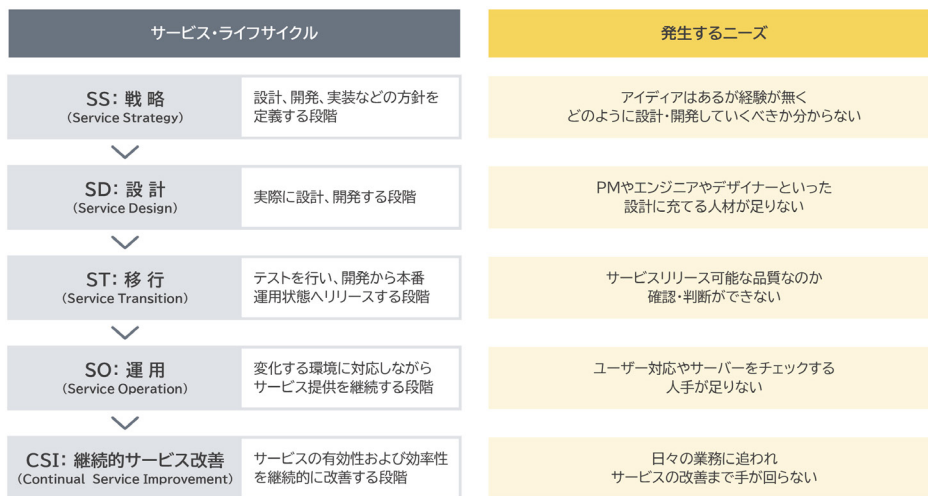 サービス・ライフサイクル
発生するニーズ
SS: 戦略
(Service Strategy)
設計、開発、実装などの方針を
定義する段階
アイディアはあるが経験が無く
どのように設計・開発していくべきか分からない
SD: 設計
(Service Design)
実際に設計、開発する段階
PMやエンジニアやデザイナーといった
設計に充てる人材が足りない
ST: 移行
(Service Transition)
テストを行い、開発から本番
運用状態へリリースする段階
サービスリリース可能な品質なのか
確認・判断ができない
SO: 運用
(Service Operation)
変化する環境に対応しながら
サービス提供を継続する段階
ユーザー対応やサーバーをチェックする
人手が足りない
CSI: 継続的サービス改善
(Continual Service Improvement)
サービスの有効性および効率性
を継続的に改善する段階
日々の業務に追われ
サービスの改善まで手が回らない